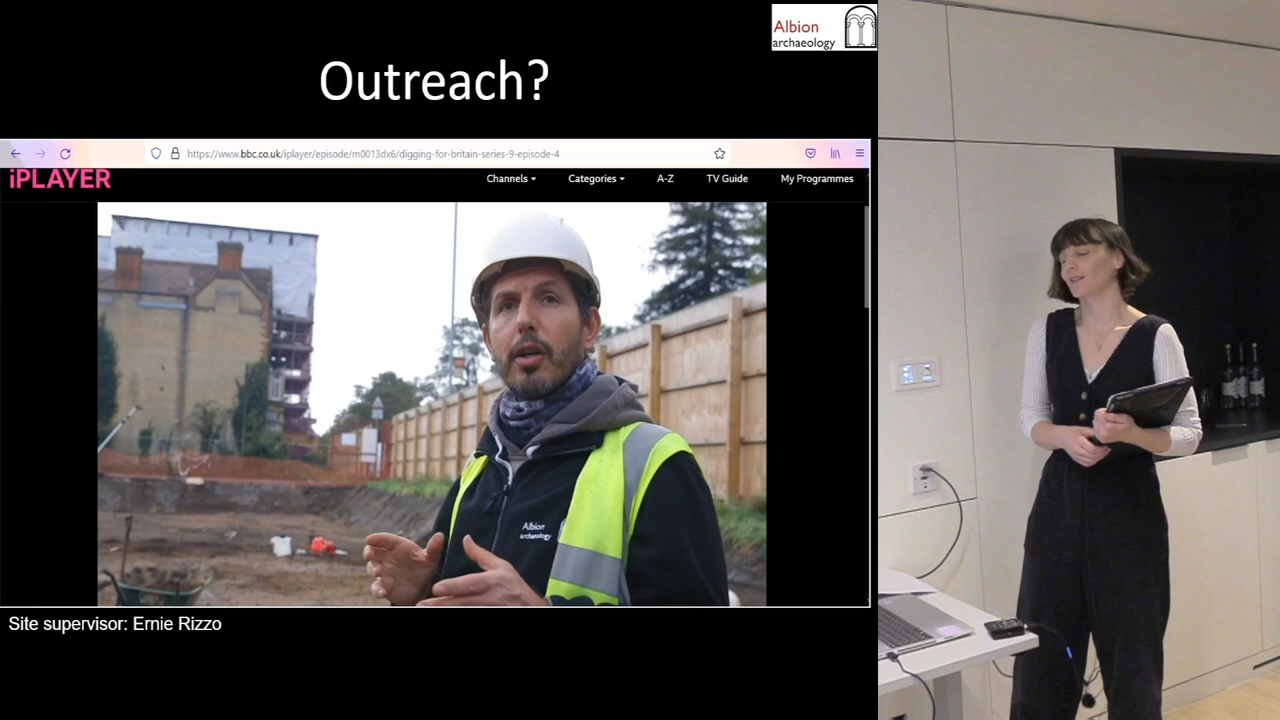 Albion
archaeology
Outreach?
https://www.bbc.co.uk/iplayer/episode/m0013dx6/digging-for-britain-series-9-episode-4
iPLAYER
Channels
Categories
A-Z
TV Guide
My Programmes
Albion
archaeology
Site supervisor: Ernie Rizzo